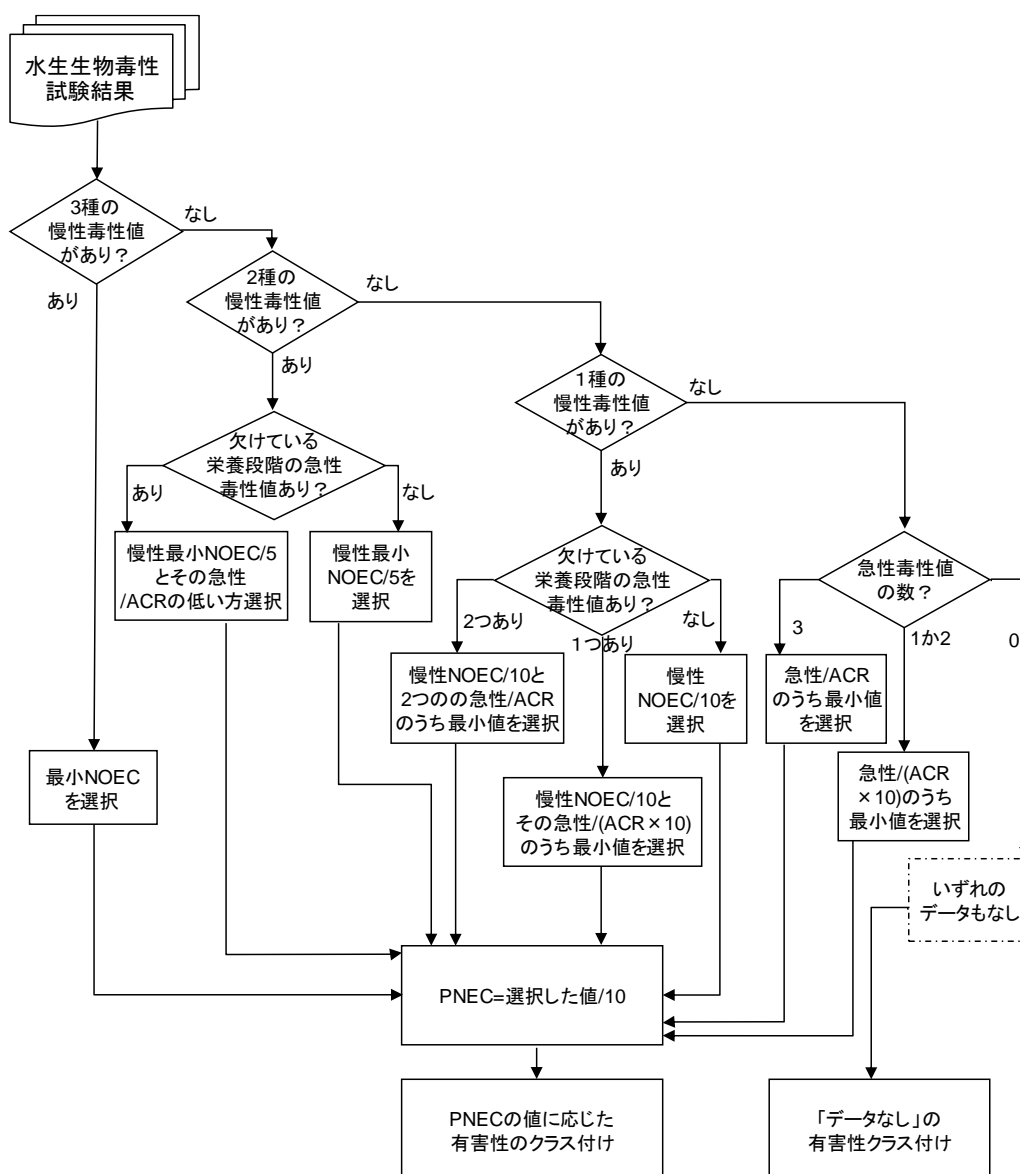 水生生物毒性
試験結果
3種の
慢性毒性値
があり？
なし
あり
2種の
慢性毒性値
があり？
なし
あり
1種の
慢性毒性値
があり？
なし
あり
欠けている
栄養段階の急性
毒性値あり？
あり
なし
慢性最小NOEC/5
とその急性
/ACRの低い方選択
慢性最小
NOEC/5を
選択
欠けている
栄養段階の急性
毒性値あり？
2つあり
1つあり
なし
急性毒性値
の数？
3
1か2
0
慢性NOEC/10と
2つのの急性/ACR
のうち最小値を選択
慢性
NOEC/10を
選択
急性/ACR
のうち最小値
を選択
最小NOEC
を選択
慢性NOEC/10と
その急性/(ACR×10)
のうち最小値を選択
急性/(ACR
×10)のうち
最小値を選択
いずれの
データもなし
PNEC=選択した値/10
PNECの値に応じた
有害性のクラス付け
「データなし」の
有害性クラス付け